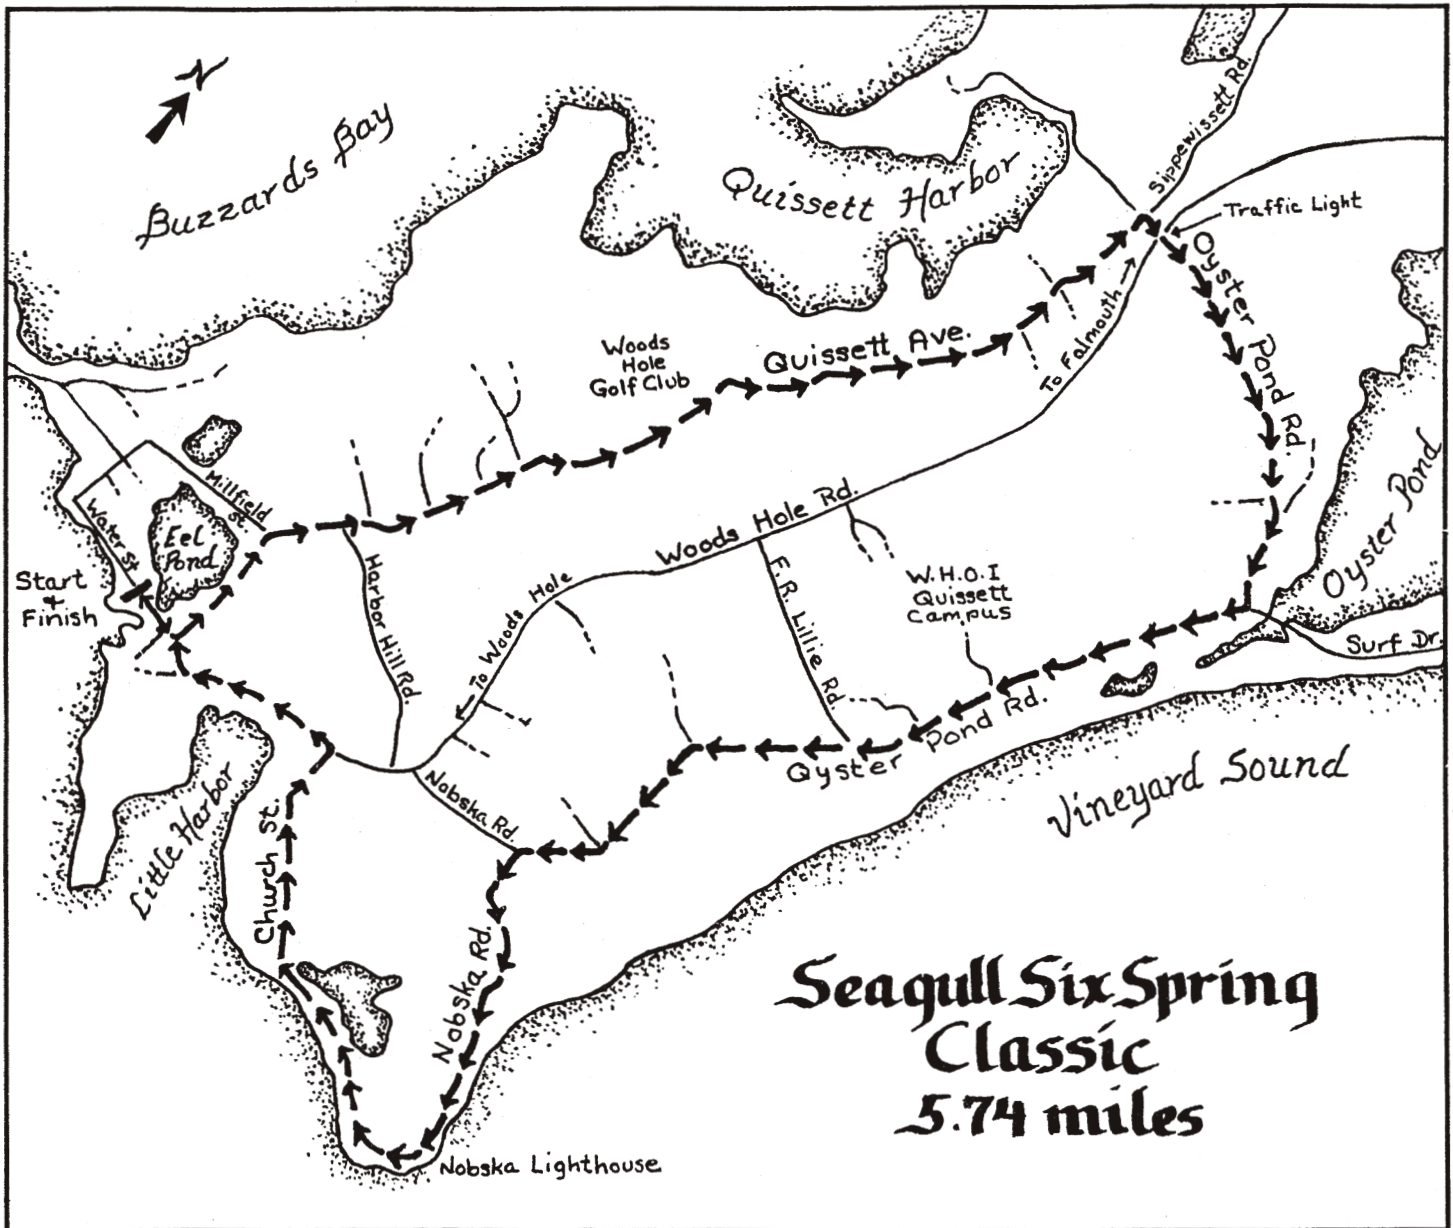 N
Buzzards Bay
Quissett Harbor
Sippewissett Rd.
Traffic Light
Oyster Pond Rd.
To Falmouth
Woods
Hole
Golf Club
Quissett Ave.
Oyster Pond
Millfield
St.
Water St
Eel
Pond
Start
+
Finish
Harbor Hill Rd.
To Woods Hole
Woods Hole Rd.
F.R. Lillie Rd.
W.H.O.I
Quissett
Campus
Surf Dr.
Oyster Pond Rd.
Nobska Rd.
Vineyard Sound
Little Harbor
Church St.
Nobska Rd.
Nobska Lighthouse
Seagull Six Spring
Classic
5.74 miles